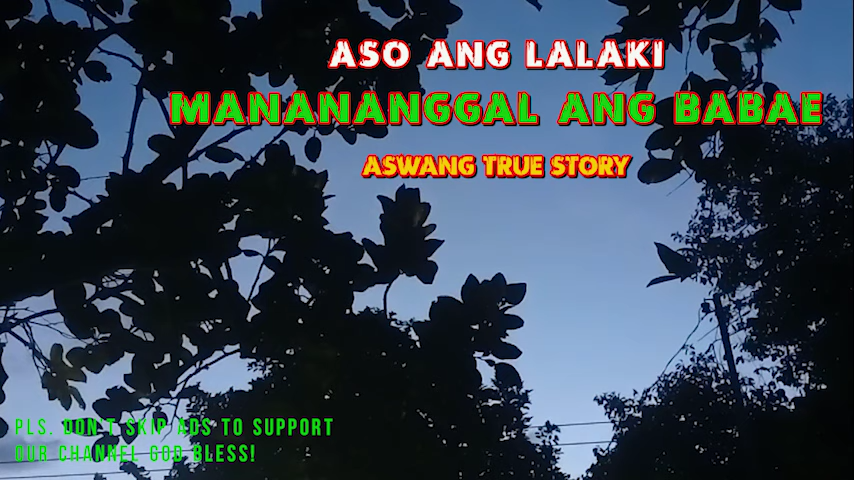 ASO ANG LALAKI
MANANANGGAL ANG BABAE
ASWANG TRUE STORY
PLS. DON'T SKIP ADS TO SUPPORT
OUR CHANNEL GOD BLESS!